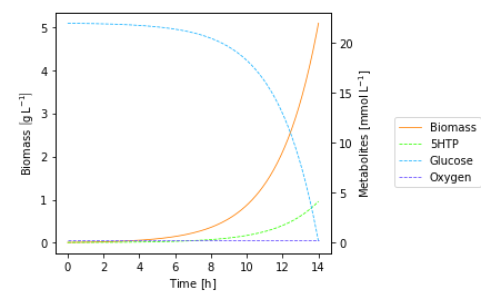 5
4
3
2
1
0
Biomass [g L⁻¹]
0 2 4 6 8 10 12 14
Time [h]
20
15
10
5
0
Metabolites [mmol L⁻¹]
Biomass
5HTP
Glucose
Oxygen